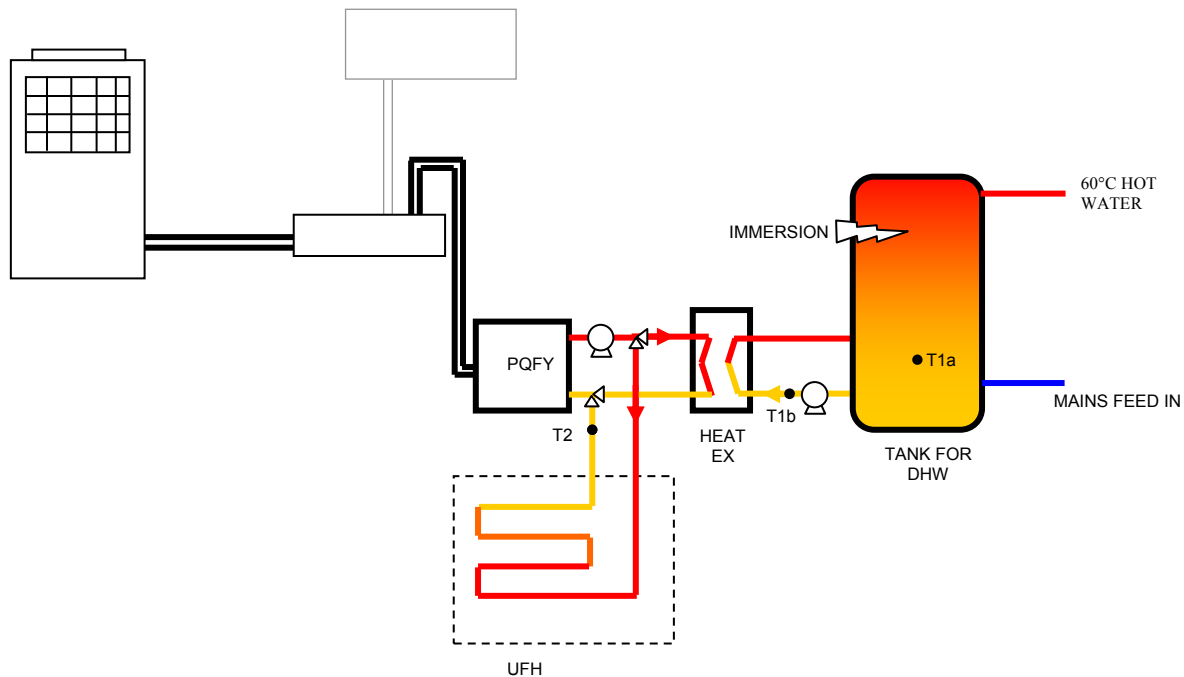 60°C HOT
WATER
IMMERSION
T1a
PQFY
MAINS FEED IN
T1b
T2
HEAT
EX
TANK FOR
DHW
UFH